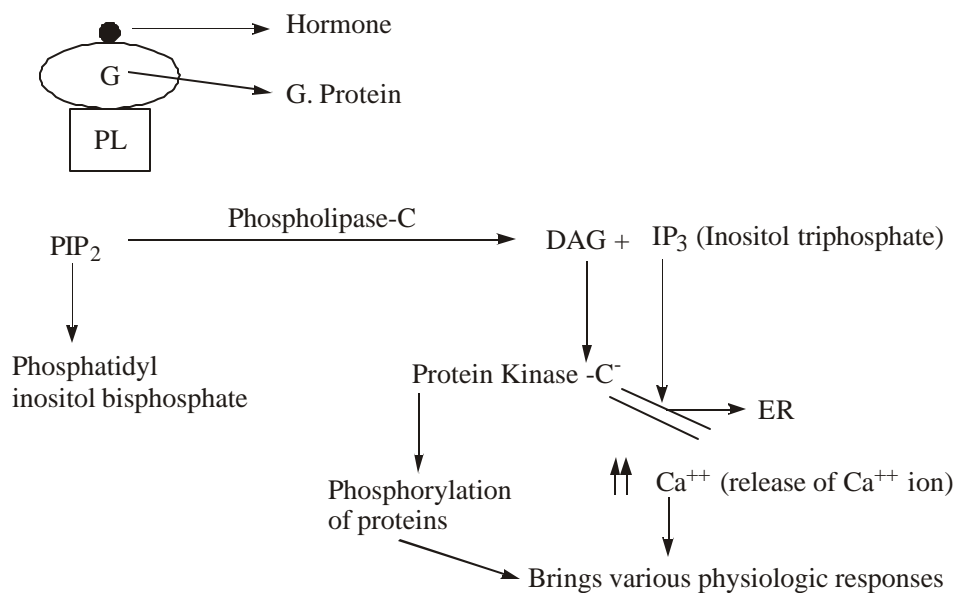 Hormone
G
G. Protein
PL
Phospholipase-C
PIP2
DAG + IP3 (Inositol triphosphate)
Phosphatidyl
inositol bisphosphate
Protein Kinase -C-
ER
Ca++ (release of Ca++ ion)
Phosphorylation
of proteins
Brings various physiologic responses